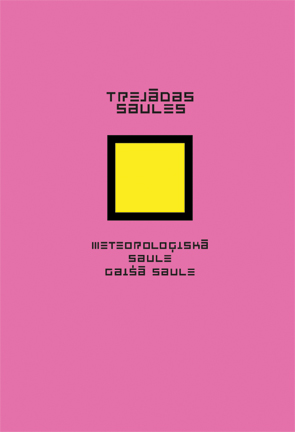 TREJĀDAS
SAULES
METEOROLOĢISKĀ
SAULE
GAIŠĀ SAULE